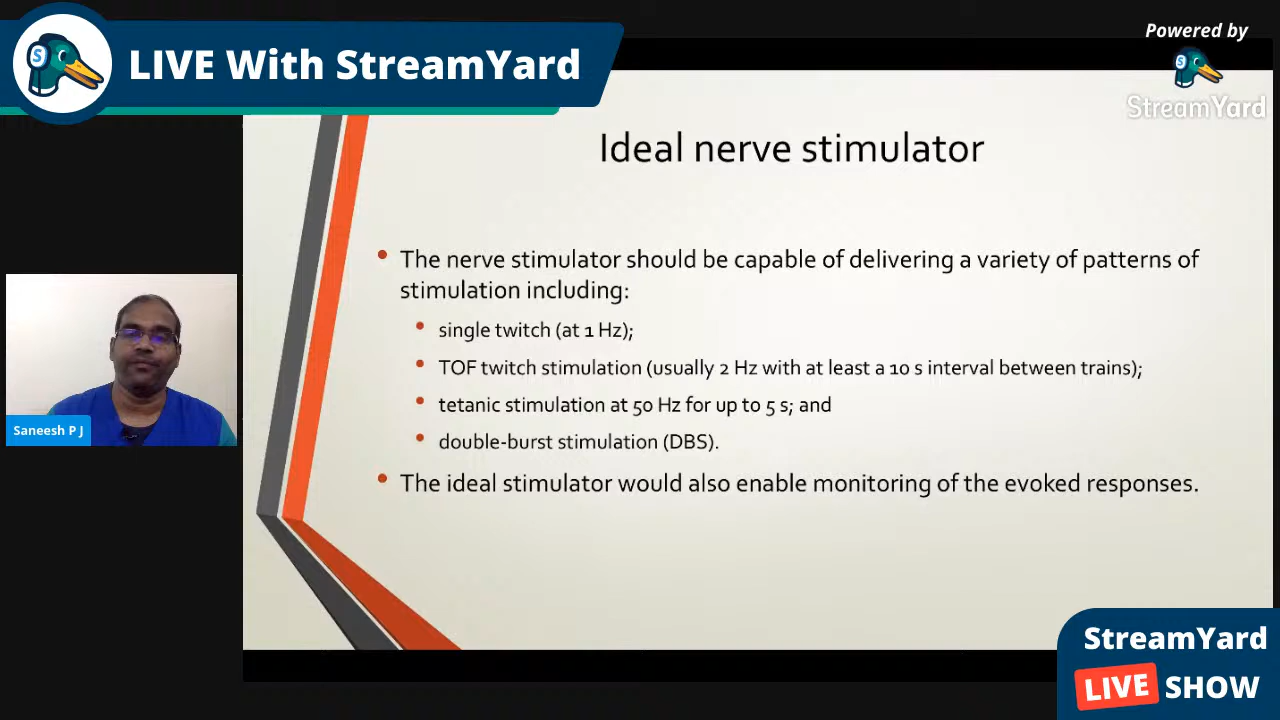 LIVE With StreamYard
Powered by
S
StreamYard
Ideal nerve stimulator
• The nerve stimulator should be capable of delivering a variety of patterns of
stimulation including:
• single twitch (at 1 Hz);
• TOF twitch stimulation (usually 2 Hz with at least a 10 s interval between trains);
• tetanic stimulation at 50 Hz for up to 5 s; and
• double-burst stimulation (DBS).
• The ideal stimulator would also enable monitoring of the evoked responses.
Saneesh P J
StreamYard
LIVE SHOW